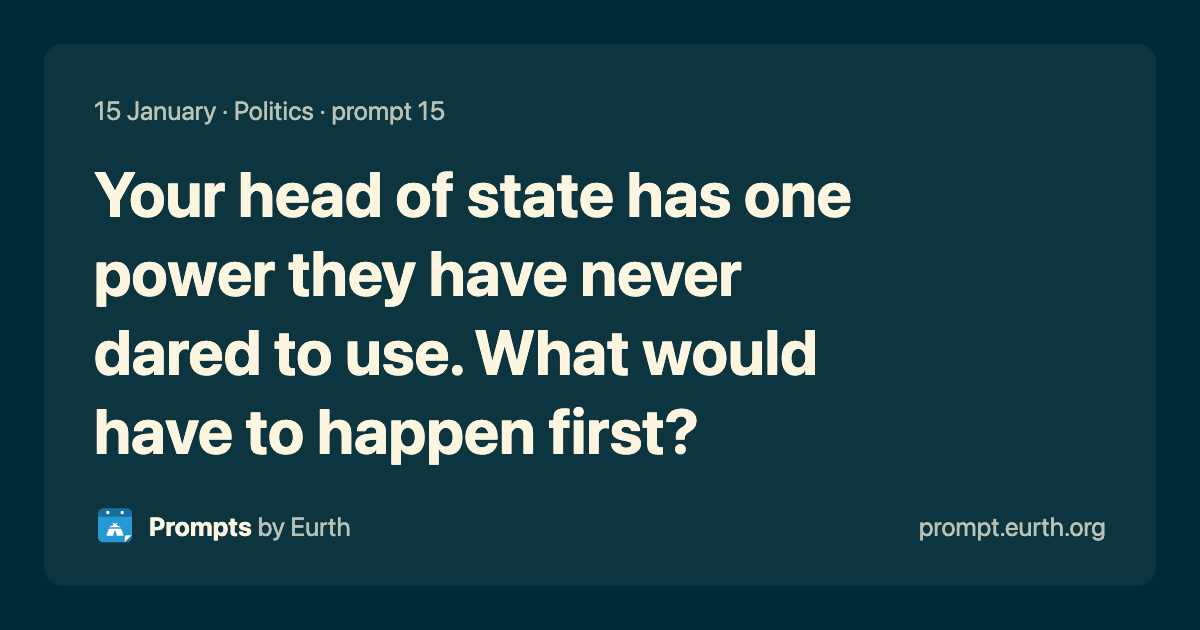 15 January · Politics · prompt 15
Your head of state has one
power they have never
dared to use. What would
have to happen first?
Prompts by Eurth
prompt.eurth.org